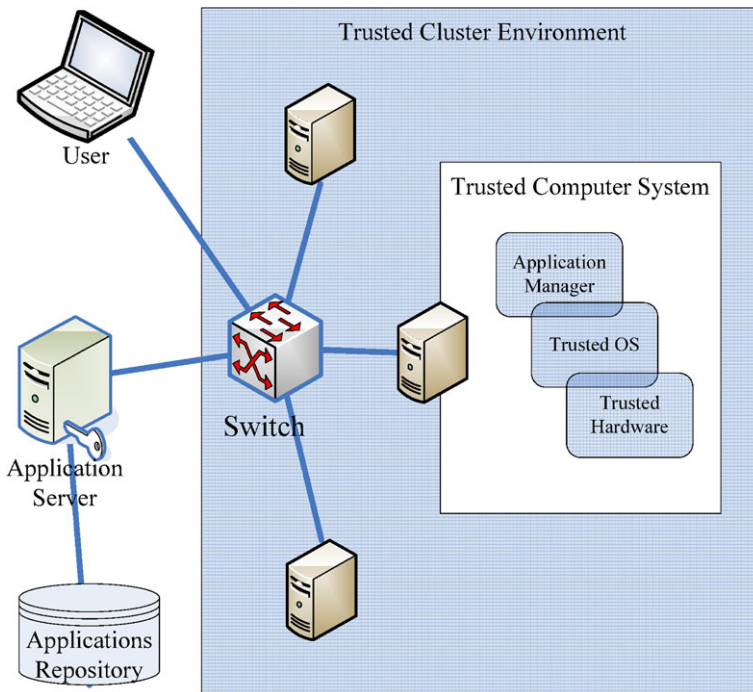 Trusted Cluster Environment
User
Trusted Computer System
Application
Manager
Trusted OS
Trusted
Hardware
Switch
Application
Server
Applications
Repository